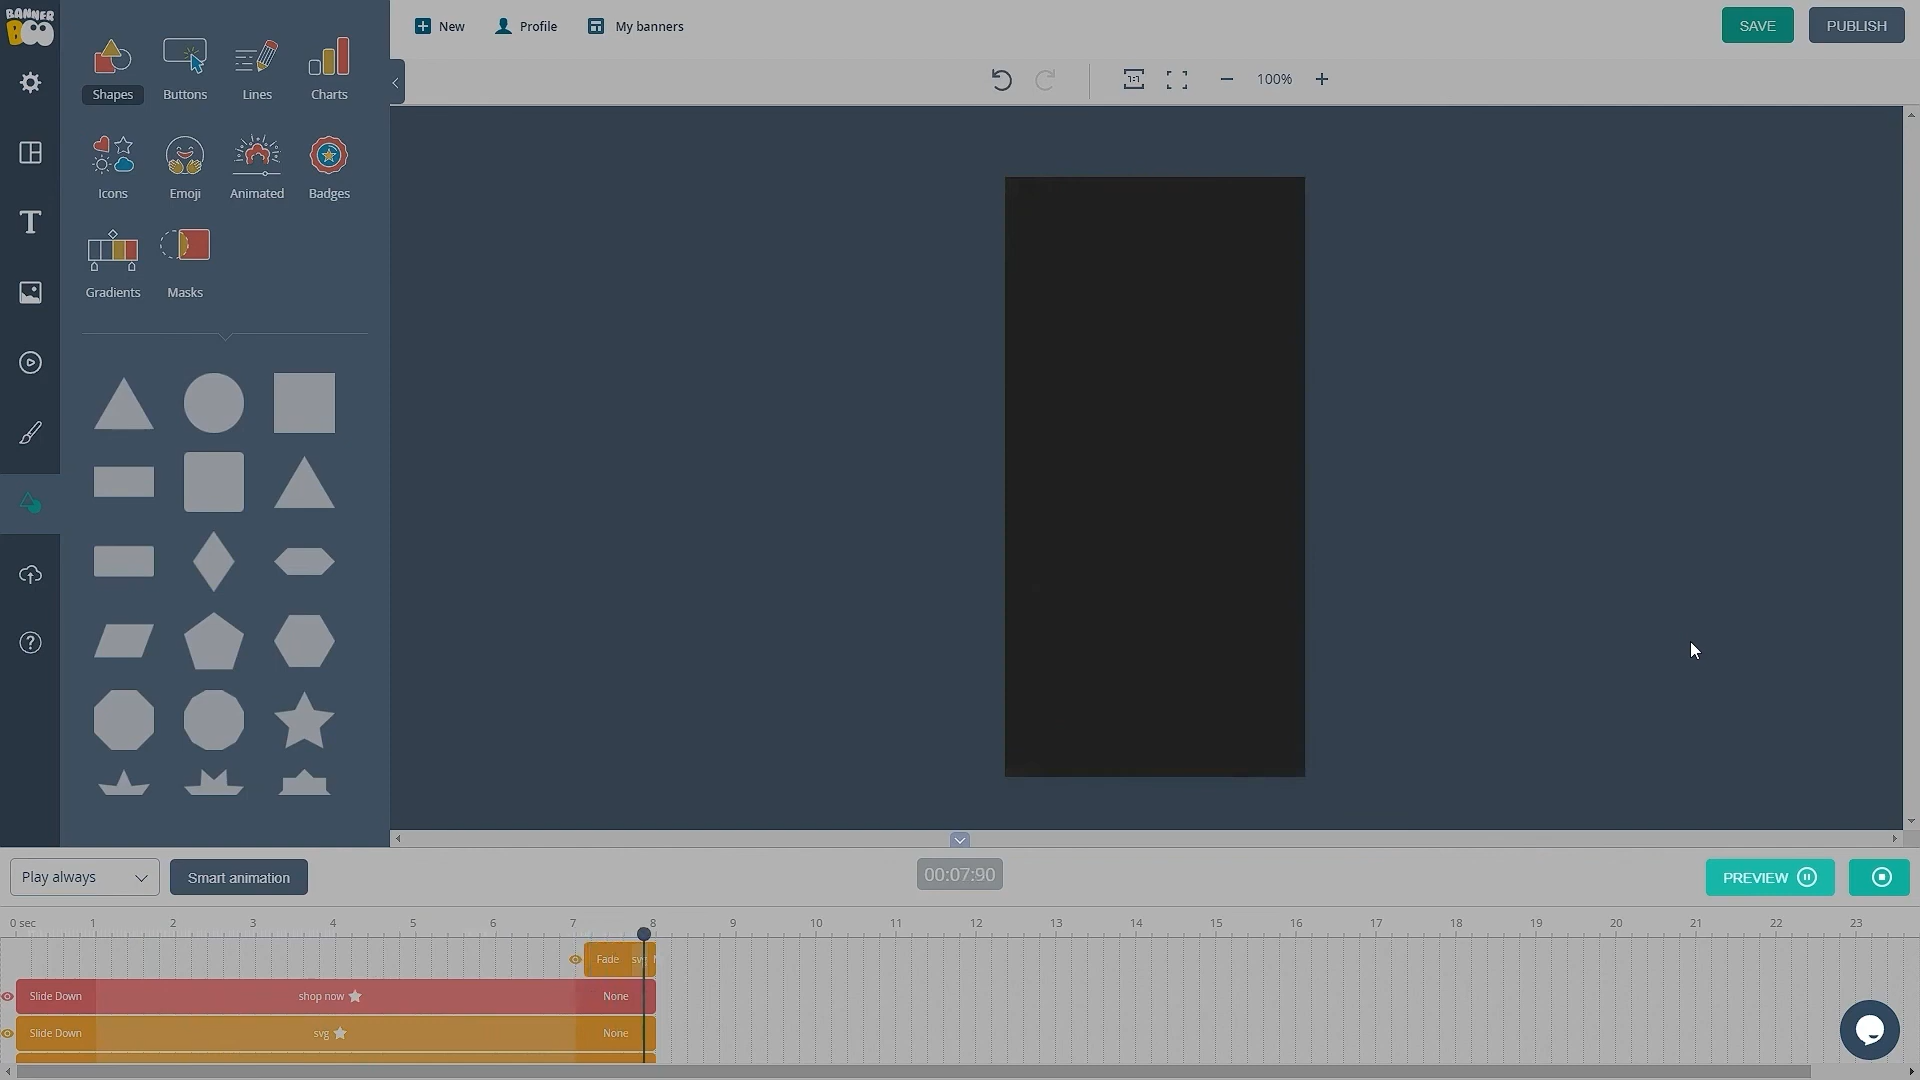 BANNER
BOO
New
Profile
My banners
SAVE
PUBLISH
Shapes
Buttons
Lines
Charts
1:1
100%
Icons
Emoji
Animated
Badges
Gradients
Masks
Play always
Smart animation
00:07:90
PREVIEW
0 sec 1 2 3 4 5 6 7 8 9 10 11 12 13 14 15 16 17 18 19 20 21 22 23
Fade
Slide Down shop now None
Slide Down svg None